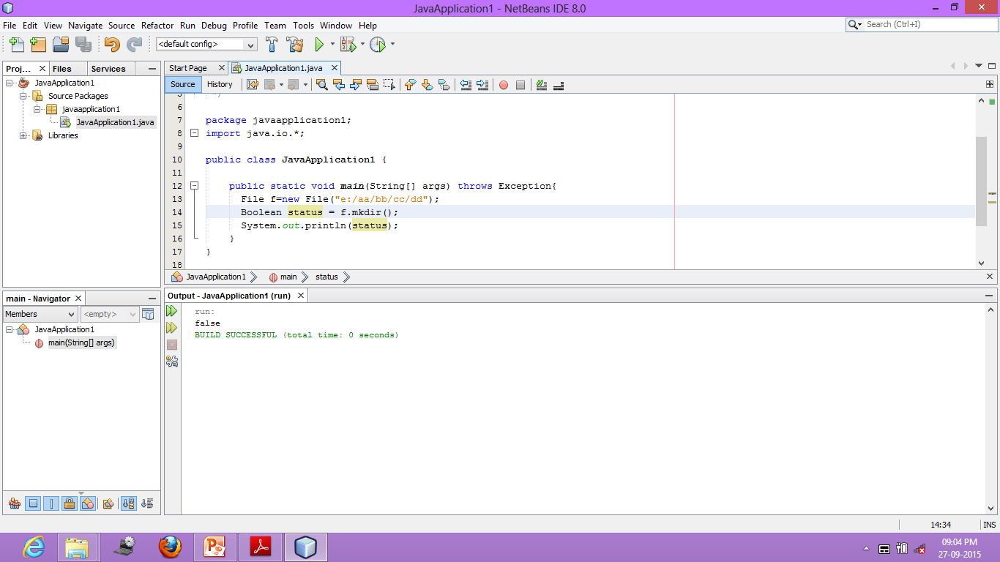 JavaApplication1 - NetBeans IDE 8.0
File Edit View Navigate Source Refactor Run Debug Profile Team Tools Window Help
Search (Ctrl+I)
<default config>
Proj... Files Services
JavaApplication1
Source Packages
javaapplication1
JavaApplication1.java
Libraries
Start Page JavaApplication1.java
Source History
5 */
6
7 package javaapplication1;
8 import java.io.*;
9
10 public class JavaApplication1 {
11
12 public static void main(String[] args) throws Exception{
13 File f=new File("e:/aa/bb/cc/dd");
14 Boolean status = f.mkdir();
15 System.out.println(status);
16 }
17 }
18
JavaApplication1 main status
main - Navigator
Members <empty>
JavaApplication1
main(String[] args)
Output - JavaApplication1 (run)
run:
false
BUILD SUCCESSFUL (total time: 0 seconds)
14:34 INS
09:04 PM
27-09-2015